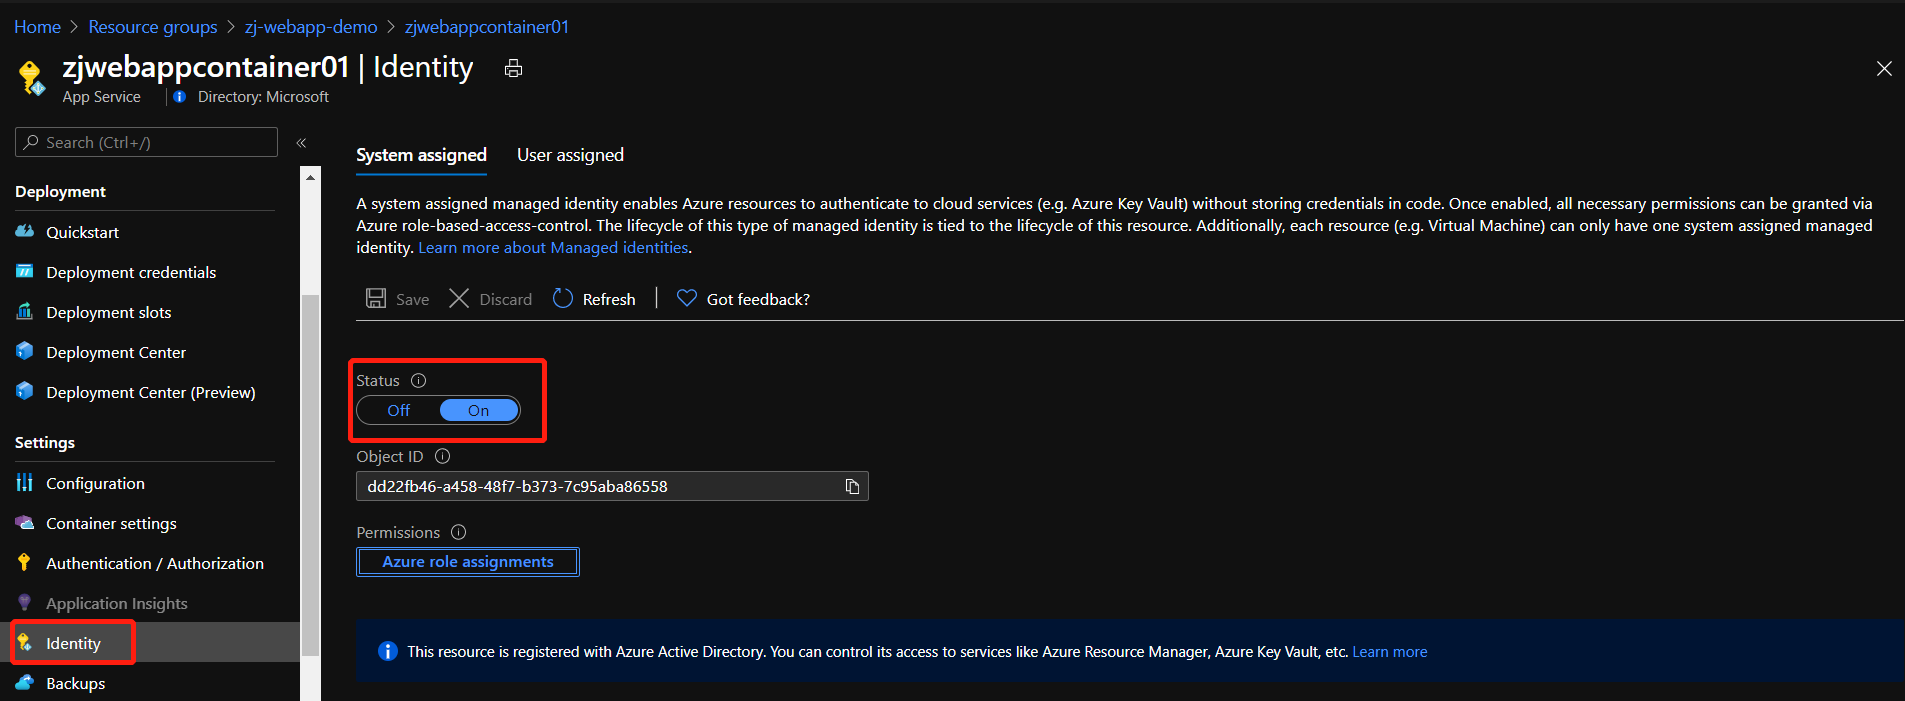 Home > Resource groups > zj-webapp-demo > zjwebappcontainer01
zjwebappcontainer01 | Identity
App Service
Directory: Microsoft
Search (Ctrl+/)
«
Deployment
Quickstart
Deployment credentials
Deployment slots
Deployment Center
Deployment Center (Preview)
Settings
Configuration
Container settings
Authentication / Authorization
Application Insights
Identity
Backups
System assigned
User assigned
A system assigned managed identity enables Azure resources to authenticate to cloud services (e.g. Azure Key Vault) without storing credentials in code. Once enabled, all necessary permissions can be granted via
Azure role-based-access-control. The lifecycle of this type of managed identity is tied to the lifecycle of this resource. Additionally, each resource (e.g. Virtual Machine) can only have one system assigned managed
identity. Learn more about Managed identities.
Save
Discard
Refresh
Got feedback?
Status
Off
On
Object ID
dd22fb46-a458-48f7-b373-7c95aba86558
Permissions
Azure role assignments
This resource is registered with Azure Active Directory. You can control its access to services like Azure Resource Manager, Azure Key Vault, etc. Learn more